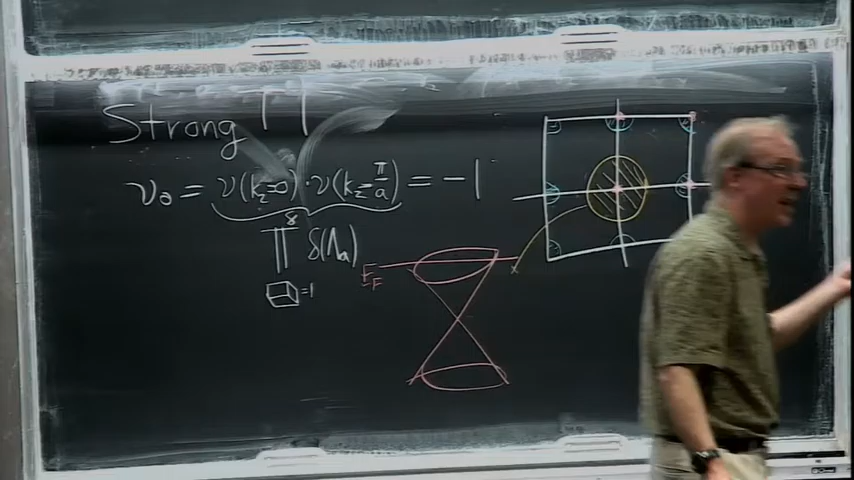 Strong TI
ν₀ = ν(k_z=0) · ν(k_z=π/a) = −1
8
∏ δ(Λ_a)
=1
E_F